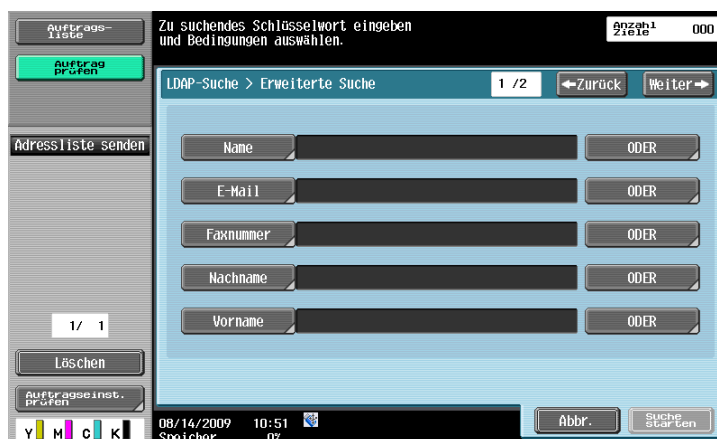 Auftrags-
liste
Auftrag
prüfen
Adressliste senden
1/ 1
Löschen
Auftragseinst.
prüfen
Y M C K
Zu suchendes Schlüsselwort eingeben
und Bedingungen auswählen.
Anzahl
Ziele 000
LDAP-Suche > Erweiterte Suche 1 /2 ←Zurück Weiter→
Name ODER
E-Mail ODER
Faxnummer ODER
Nachname ODER
Vorname ODER
08/14/2009 10:51
Speicher 0%
Abbr.
Suche
starten